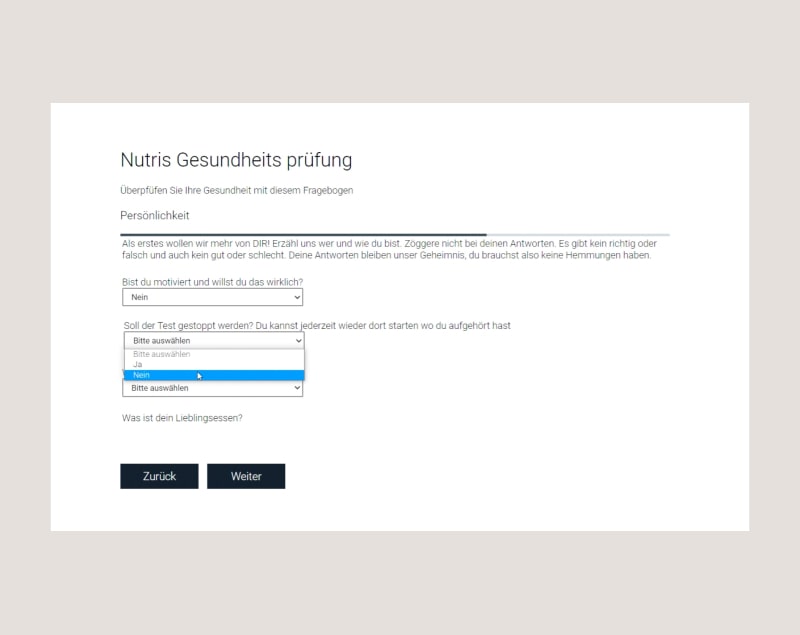 Nutris Gesundheits prüfung
Überpfüfen Sie Ihre Gesundheit mit diesem Fragebogen
Persönlichkeit
Als erstes wollen wir mehr von DIR! Erzähl uns wer und wie du bist. Zöggere nicht bei deinen Antworten. Es gibt kein richtig oder
falsch und auch kein gut oder schlecht. Deine Antworten bleiben unser Geheimnis, du brauchst also keine Hemmungen haben.
Bist du motiviert und willst du das wirklich?
Nein
Soll der Test gestoppt werden? Du kannst jederzeit wieder dort starten wo du aufgehört hast
Bitte auswählen
Bitte auswählen
Ja
Nein
Bitte auswählen
Was ist dein Lieblingsessen?
Zurück Weiter